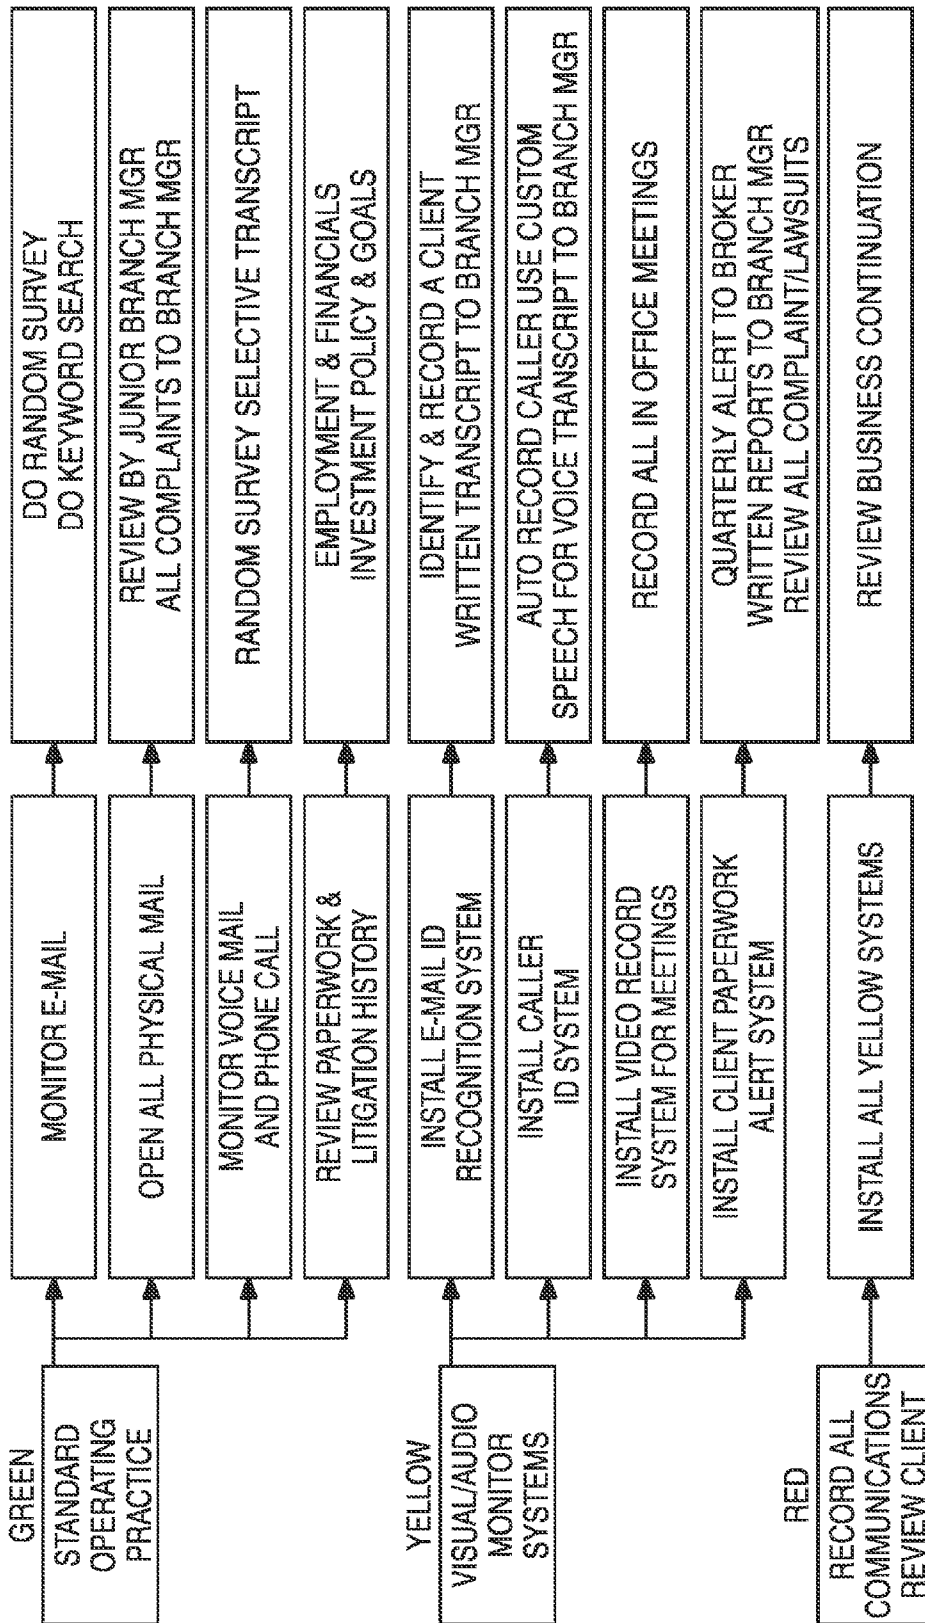 GREEN
STANDARD
OPERATING
PRACTICE
MONITOR E-MAIL
DO RANDOM SURVEY
DO KEYWORD SEARCH
OPEN ALL PHYSICAL MAIL
REVIEW BY JUNIOR BRANCH MGR
ALL COMPLAINTS TO BRANCH MGR
MONITOR VOICE MAIL
AND PHONE CALL
RANDOM SURVEY SELECTIVE TRANSCRIPT
REVIEW PAPERWORK &
LITIGATION HISTORY
EMPLOYMENT & FINANCIALS
INVESTMENT POLICY & GOALS
YELLOW
VISUAL/AUDIO
MONITOR
SYSTEMS
INSTALL E-MAIL ID
RECOGNITION SYSTEM
IDENTIFY & RECORD A CLIENT
WRITTEN TRANSCRIPT TO BRANCH MGR
INSTALL CALLER
ID SYSTEM
AUTO RECORD CALLER USE CUSTOM
SPEECH FOR VOICE TRANSCRIPT TO BRANCH MGR
INSTALL VIDEO RECORD
SYSTEM FOR MEETINGS
RECORD ALL IN OFFICE MEETINGS
INSTALL CLIENT PAPERWORK
ALERT SYSTEM
QUARTERLY ALERT TO BROKER
WRITTEN REPORTS TO BRANCH MGR
REVIEW ALL COMPLAINT/LAWSUITS
RED
RECORD ALL
COMMUNICATIONS
REVIEW CLIENT
INSTALL ALL YELLOW SYSTEMS
REVIEW BUSINESS CONTINUATION